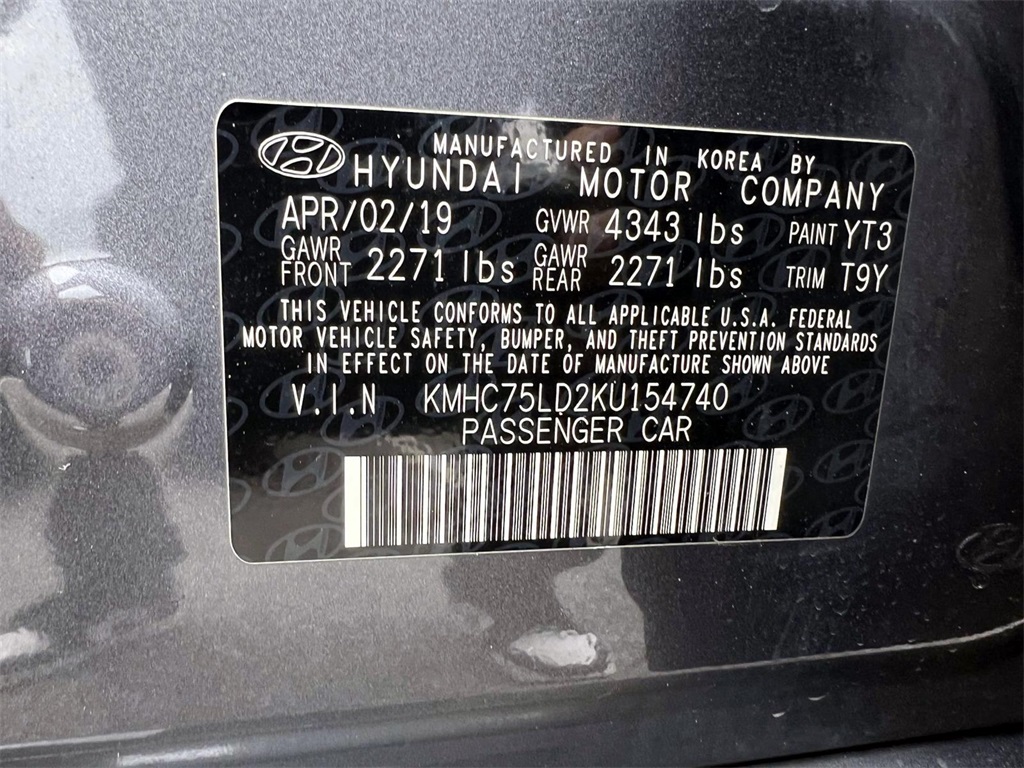 MANUFACTURED IN KOREA BY
HYUNDAI MOTOR COMPANY
APR/02/19 GVWR 4343 lbs PAINT YT3
GAWR FRONT 2271 lbs GAWR REAR 2271 lbs TRIM T9Y
THIS VEHICLE CONFORMS TO ALL APPLICABLE U.S.A. FEDERAL
MOTOR VEHICLE SAFETY, BUMPER, AND THEFT PREVENTION STANDARDS
IN EFFECT ON THE DATE OF MANUFACTURE SHOWN ABOVE
V.I.N KMHC75LD2KU154740
PASSENGER CAR